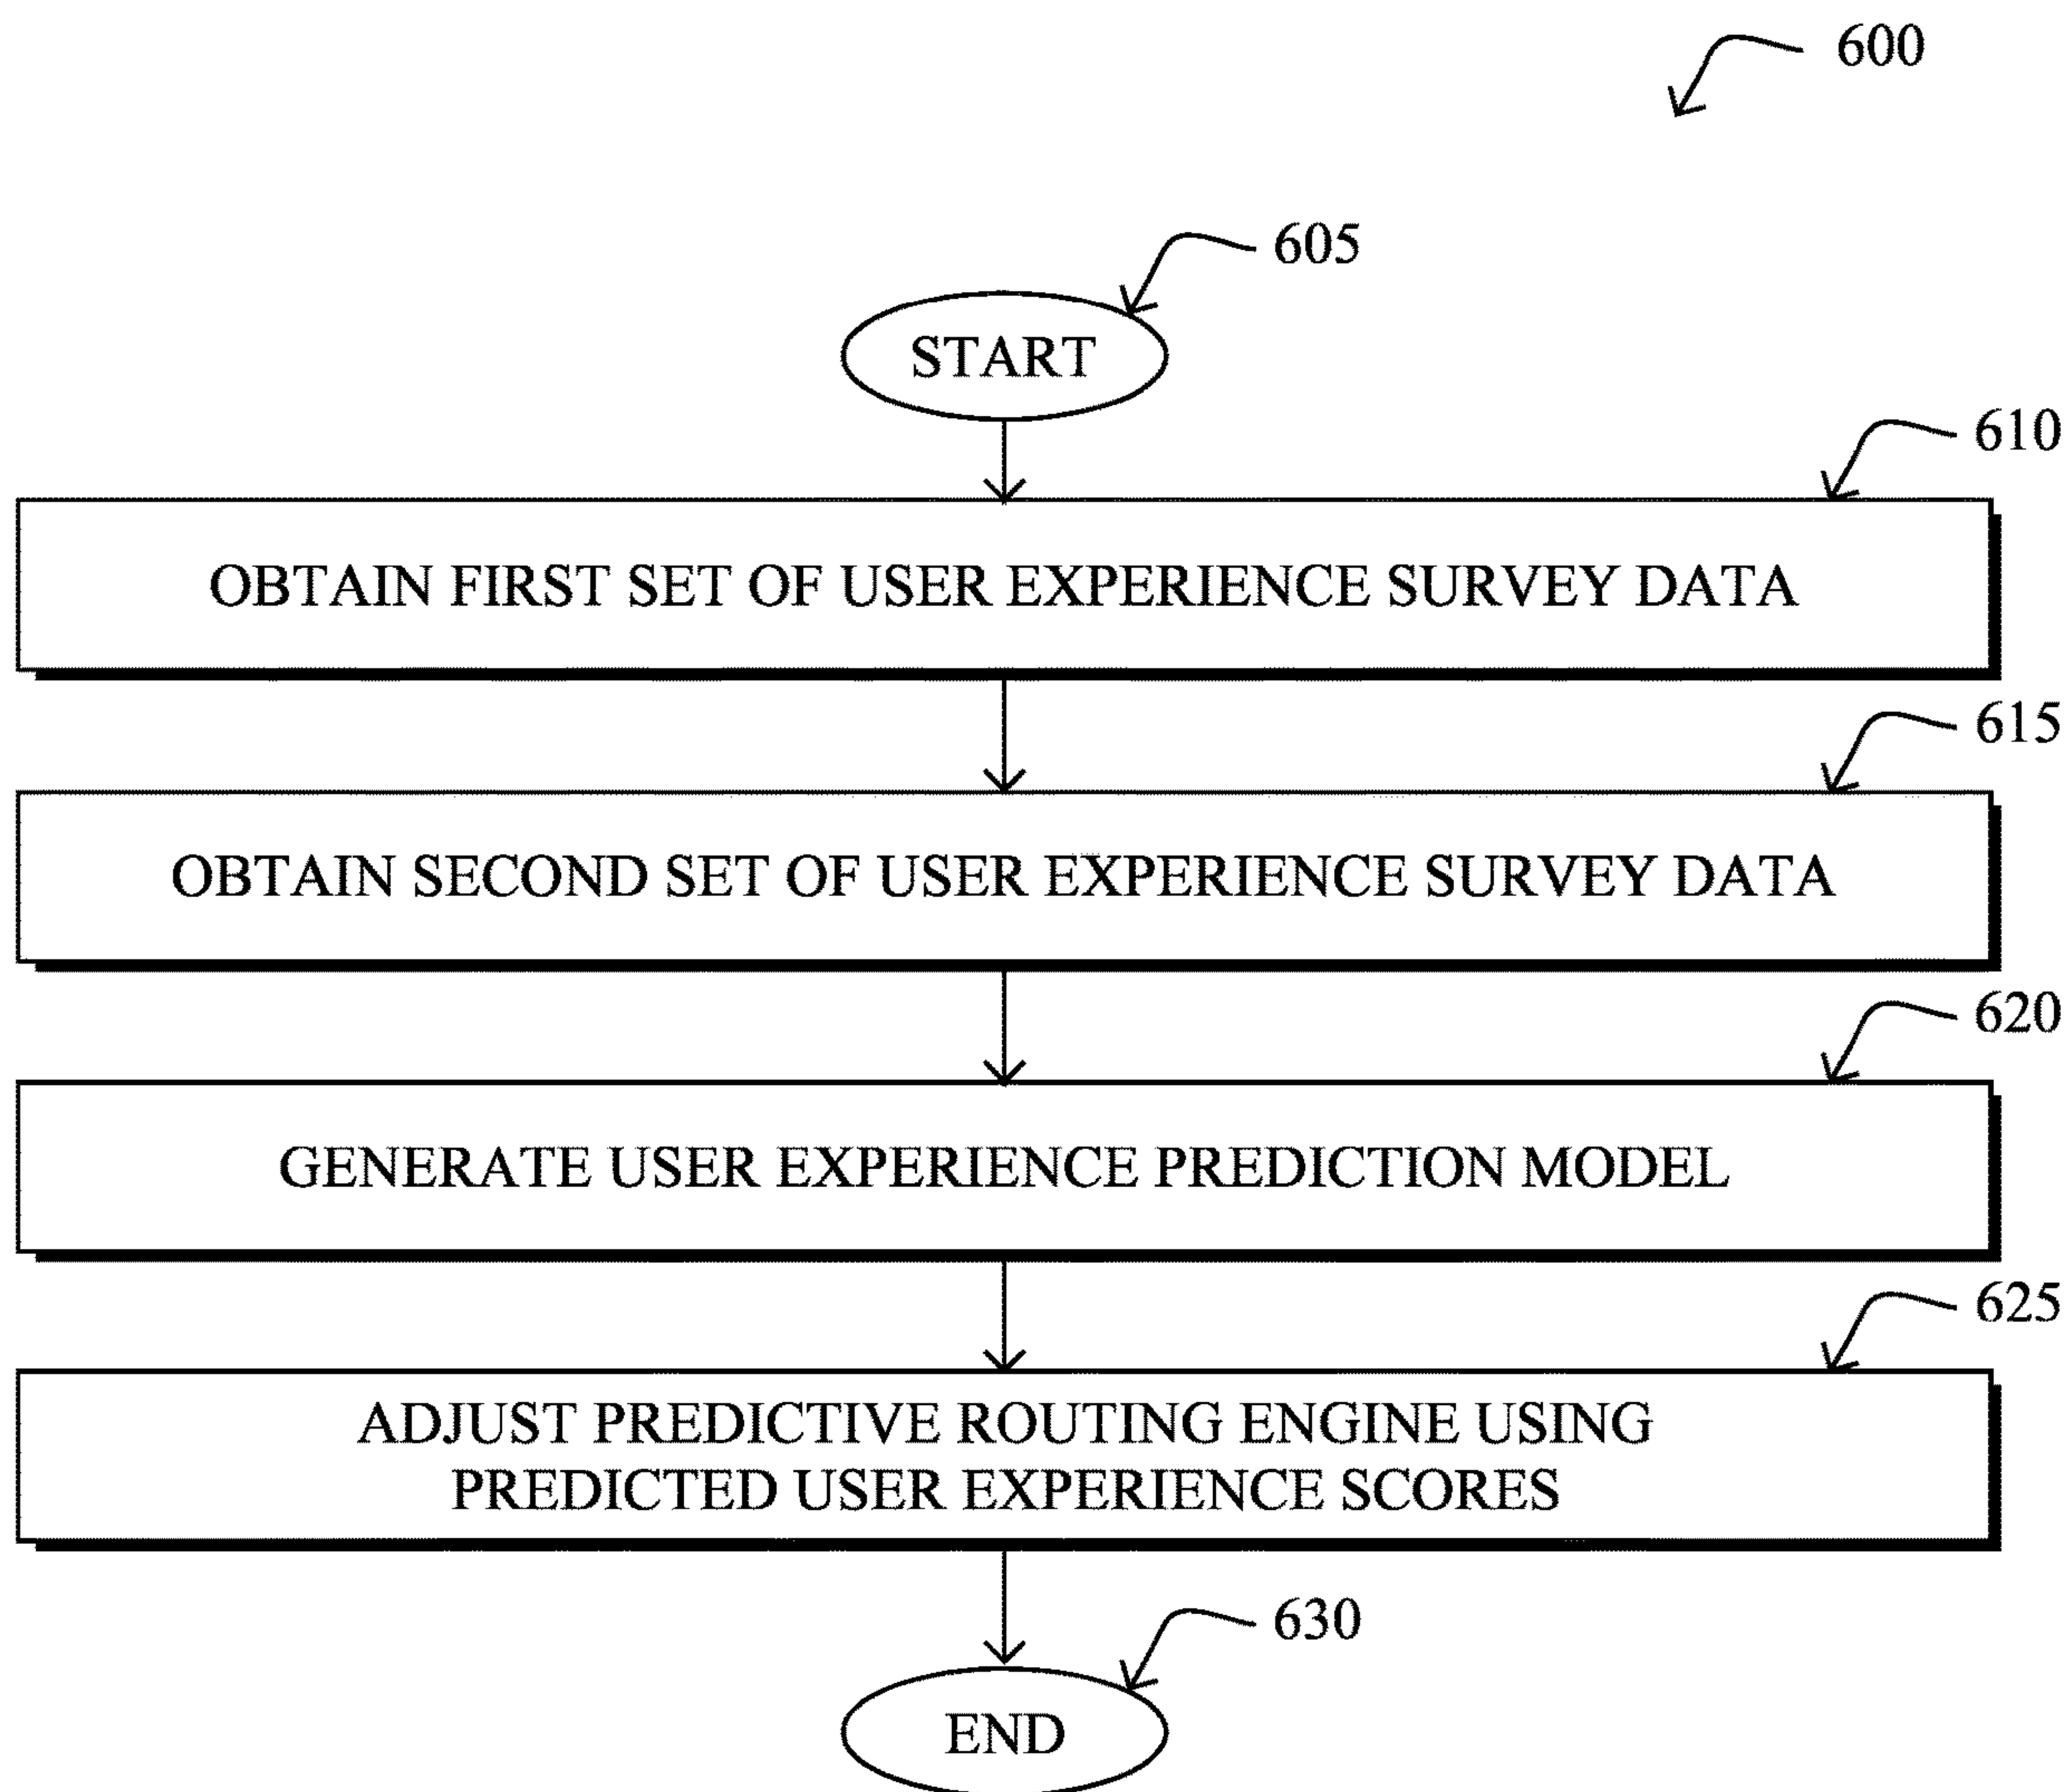 600
605
START
610
OBTAIN FIRST SET OF USER EXPERIENCE SURVEY DATA
615
OBTAIN SECOND SET OF USER EXPERIENCE SURVEY DATA
620
GENERATE USER EXPERIENCE PREDICTION MODEL
625
ADJUST PREDICTIVE ROUTING ENGINE USING
PREDICTED USER EXPERIENCE SCORES
630
END